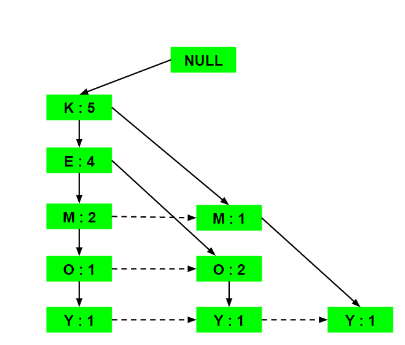 NULL
K : 5
E : 4
M : 2
M : 1
O : 1
O : 2
Y : 1
Y : 1
Y : 1